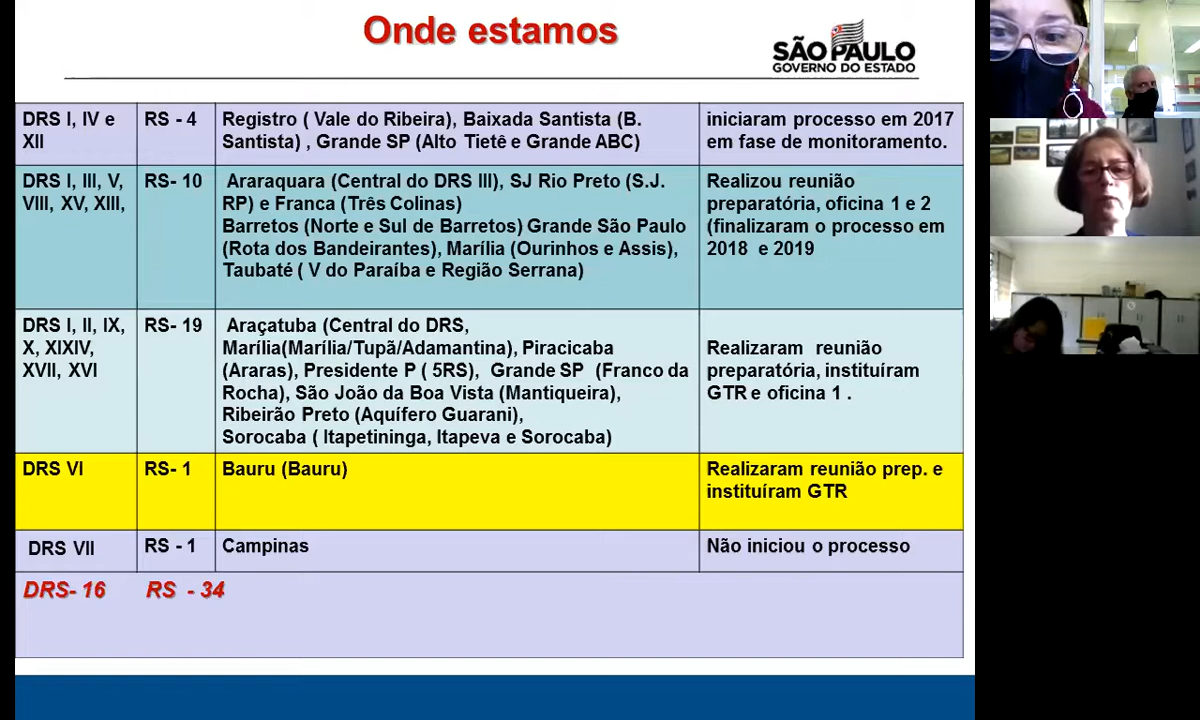 Onde estamos
SÃO PAULO
GOVERNO DO ESTADO
DRS I, IV e
XII
RS - 4
Registro ( Vale do Ribeira), Baixada Santista (B.
Santista) , Grande SP (Alto Tietê e Grande ABC)
iniciaram processo em 2017
em fase de monitoramento.
DRS I, III, V,
VIII, XV, XIII,
RS- 10
Araraquara (Central do DRS III), SJ Rio Preto (S.J.
RP) e Franca (Três Colinas)
Barretos (Norte e Sul de Barretos) Grande São Paulo
(Rota dos Bandeirantes), Marília (Ourinhos e Assis),
Taubaté ( V do Paraíba e Região Serrana)
Realizou reunião
preparatória, oficina 1 e 2
(finalizaram o processo em
2018 e 2019
DRS I, II, IX,
X, XIXIV,
XVII, XVI
RS- 19
Araçatuba (Central do DRS,
Marília(Marília/Tupã/Adamantina), Piracicaba
(Araras), Presidente P ( 5RS), Grande SP (Franco da
Rocha), São João da Boa Vista (Mantiqueira),
Ribeirão Preto (Aquífero Guarani),
Sorocaba ( Itapetininga, Itapeva e Sorocaba)
Realizaram reunião
preparatória, instituíram
GTR e oficina 1 .
DRS VI
RS- 1
Bauru (Bauru)
Realizaram reunião prep. e
instituíram GTR
DRS VII
RS - 1
Campinas
Não iniciou o processo
DRS- 16
RS - 34